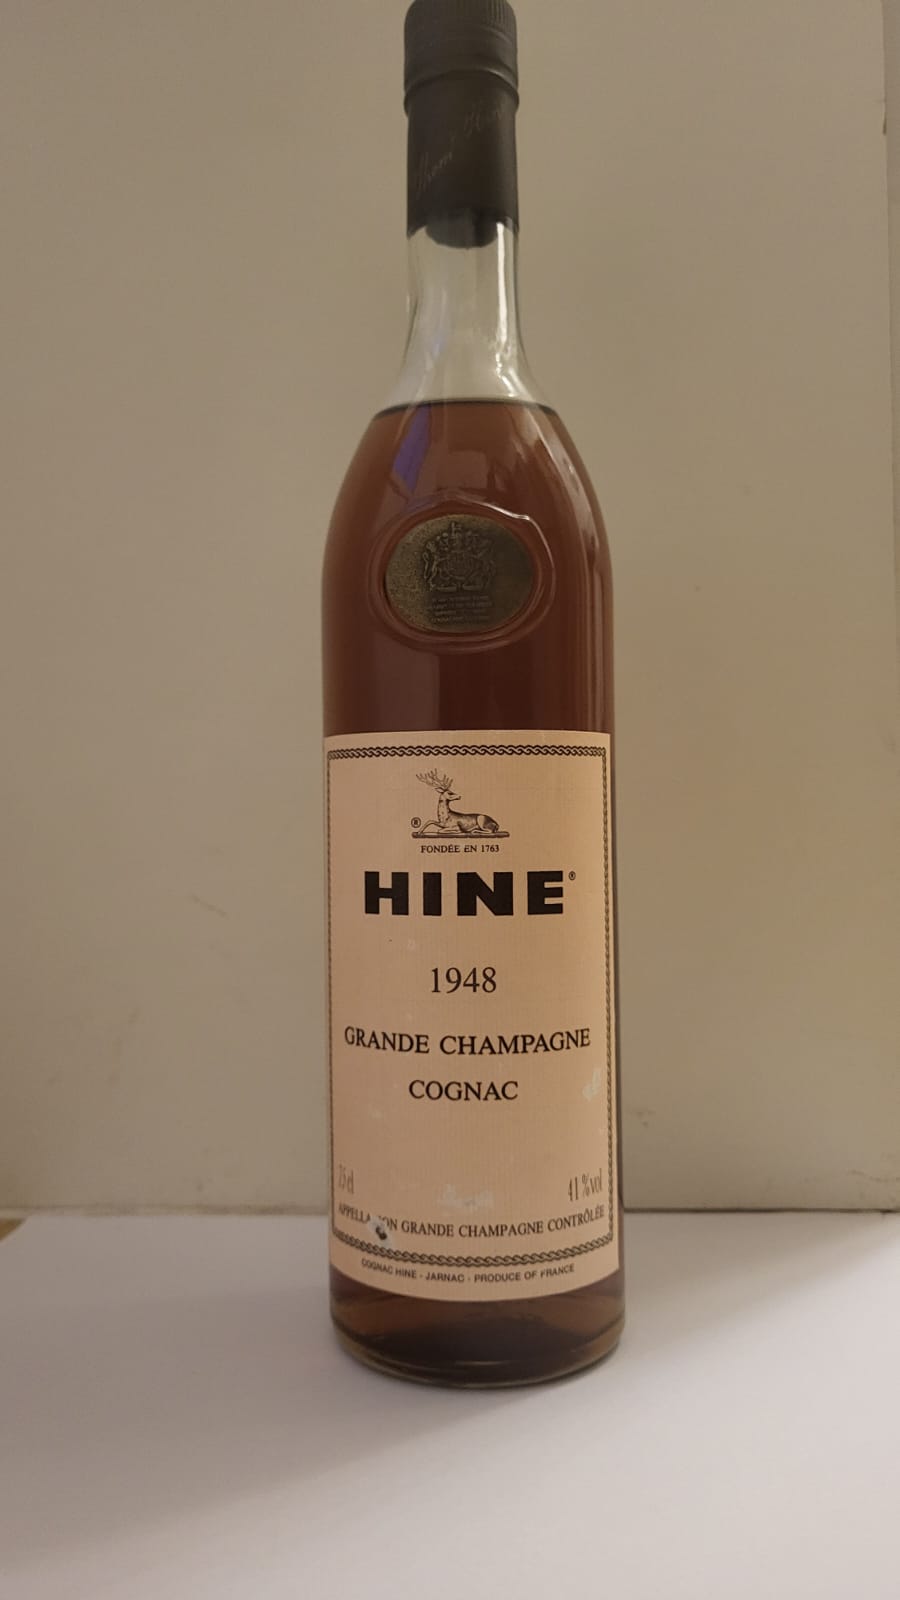 ®
FONDÉE EN 1763
HINE®
1948
GRANDE CHAMPAGNE
COGNAC
75cl 41%vol
GRANDE CHAMPAGNE CONTRÔLÉE
COGNAC HINE - JARNAC - PRODUCE OF FRANCE